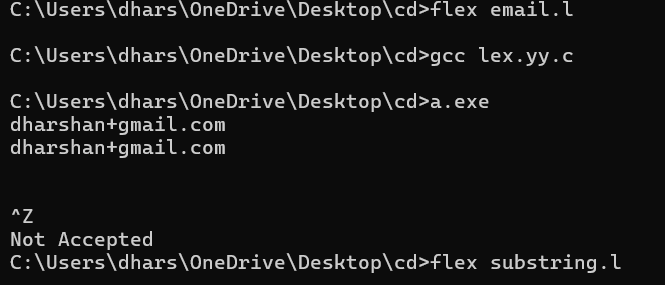 C:\Users\dhars\OneDrive\Desktop\cd>flex email.l
C:\Users\dhars\OneDrive\Desktop\cd>gcc lex.yy.c
C:\Users\dhars\OneDrive\Desktop\cd>a.exe
dharshan+gmail.com
dharshan+gmail.com
^Z
Not Accepted
C:\Users\dhars\OneDrive\Desktop\cd>flex substring.l